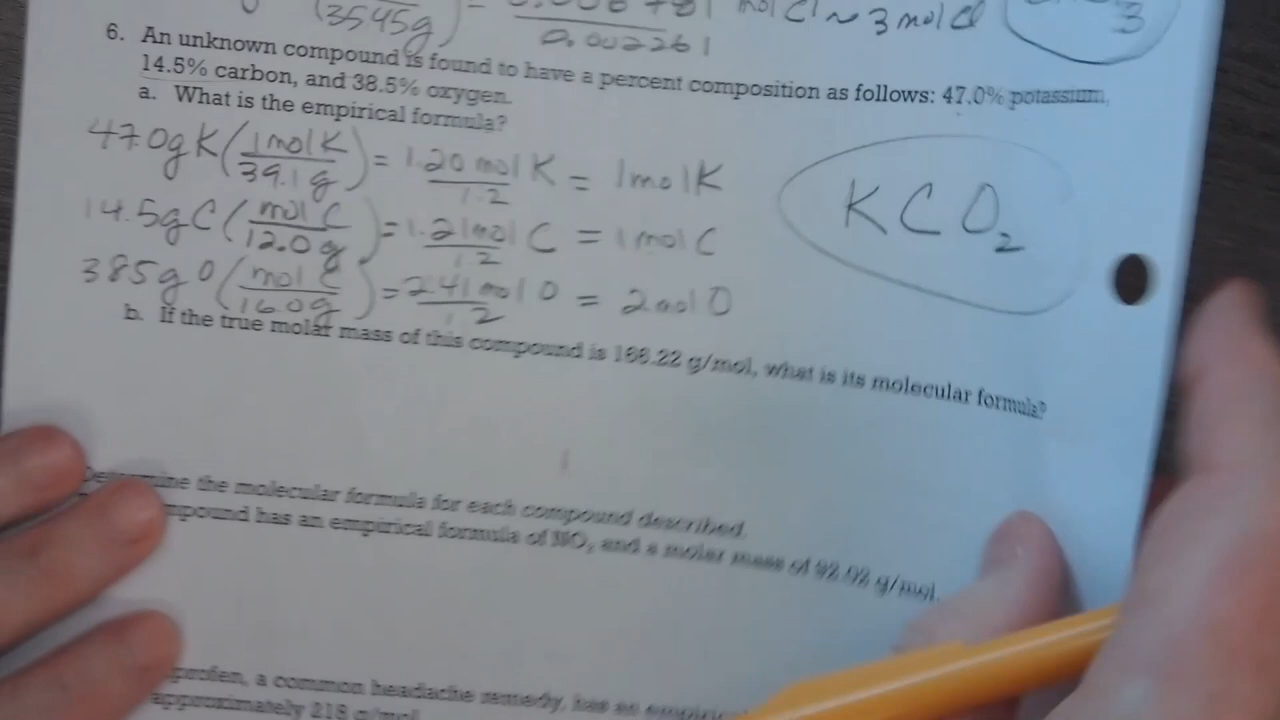 (3545g) = mol Cl ~ 3 mol Cl
0.002261
3
6. An unknown compound is found to have a percent composition as follows: 47.0% potassium,
14.5% carbon, and 38.5% oxygen.
a. What is the empirical formula?
47.0g K (1 mol K / 39.1 g) = 1.20 mol K / 1.2 = 1 mol K
14.5g C (mol C / 12.0 g) = 1.21 mol C / 1.2 = 1 mol C
385g O (mol C / 16.0g) = 2.41 mol O / 1.2 = 2 mol O
KCO₂
b. If the true molar mass of this compound is 166.22 g/mol, what is its molecular formula?
Determine the molecular formula for each compound described.
compound has an empirical formula of NO₂ and a molar mass of 92.02 g/mol.
profen, a common headache remedy, has an
approximately 218 g/mol.